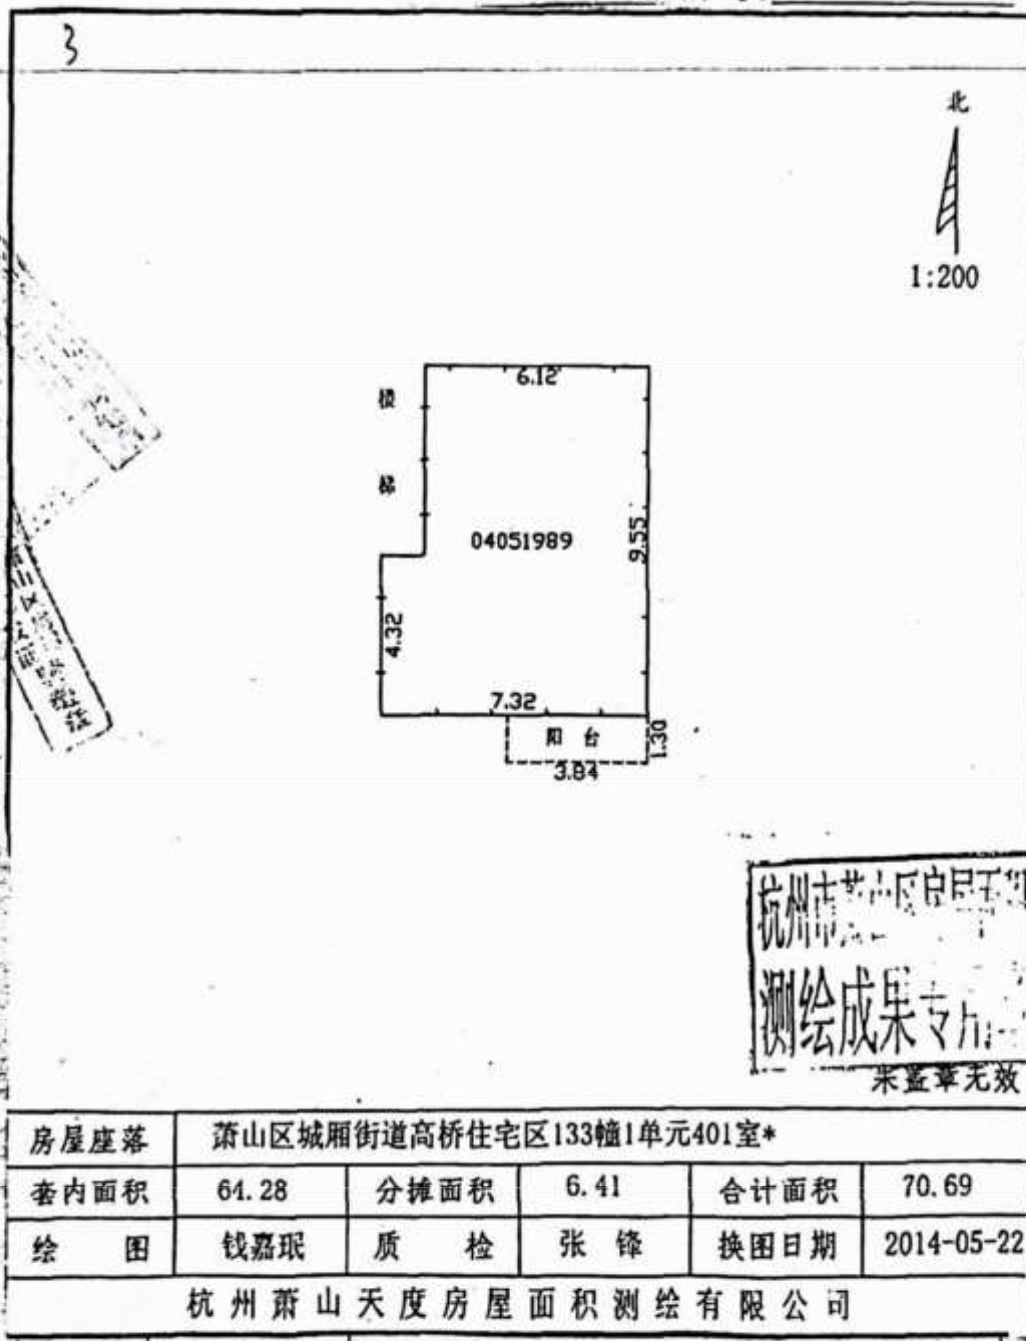 3
北
1:200
6.12
楼
梯
04051989
9.55
4.32
7.32
阳 台
1.30
3.84
杭州市
测绘成果专用
未盖章无效
房屋座落 萧山区城厢街道高桥住宅区133幢1单元401室*
套内面积 64.28 分摊面积 6.41 合计面积 70.69
绘 图 钱嘉珉 质 检 张 锋 换图日期 2014-05-22
杭州萧山天度房屋面积测绘有限公司